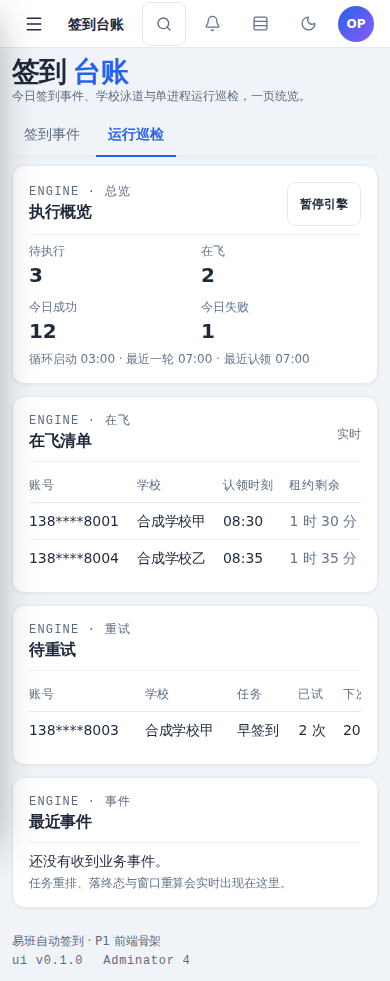 签到台账
OP
签到 台账
今日签到事件、学校泳道与单进程运行巡检，一页统览。
签到事件 运行巡检
ENGINE · 总览
执行概览
暂停引擎
待执行 在飞
3 2
今日成功 今日失败
12 1
循环启动 03:00 · 最近一轮 07:00 · 最近认领 07:00
ENGINE · 在飞
在飞清单
实时
账号 学校 认领时刻 租约剩余
138****8001 合成学校甲 08:30 1 时 30 分
138****8004 合成学校乙 08:35 1 时 35 分
ENGINE · 重试
待重试
账号 学校 任务 已试 下次
138****8003 合成学校甲 早签到 2 次 20
ENGINE · 事件
最近事件
还没有收到业务事件。
任务重排、落终态与窗口重算会实时出现在这里。
易班自动签到 · P1 前端骨架
ui v0.1.0 Adminator 4